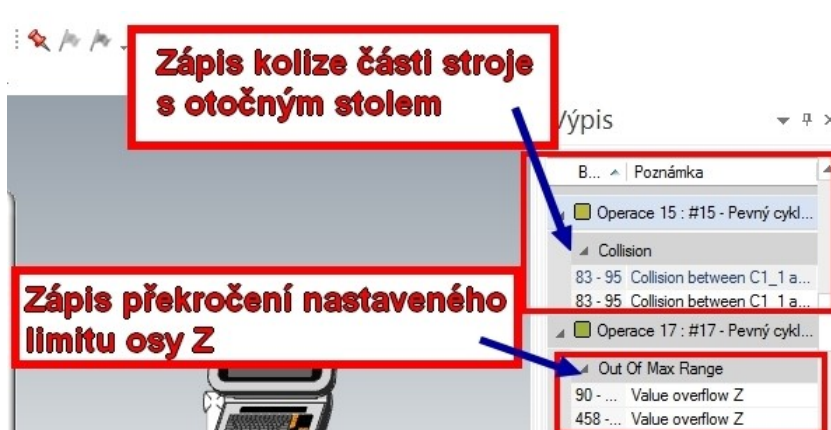 Zápis kolize části stroje
s otočným stolem
Výpis
B... Poznámka
Operace 15 : #15 - Pevný cykl...
Collision
83 - 95 Collision between C1_1 a...
83 - 95 Collision between C1_1 a...
Zápis překročení nastaveného
limitu osy Z
Operace 17 : #17 - Pevný cykl...
Out Of Max Range
90 - ... Value overflow Z
458 -... Value overflow Z